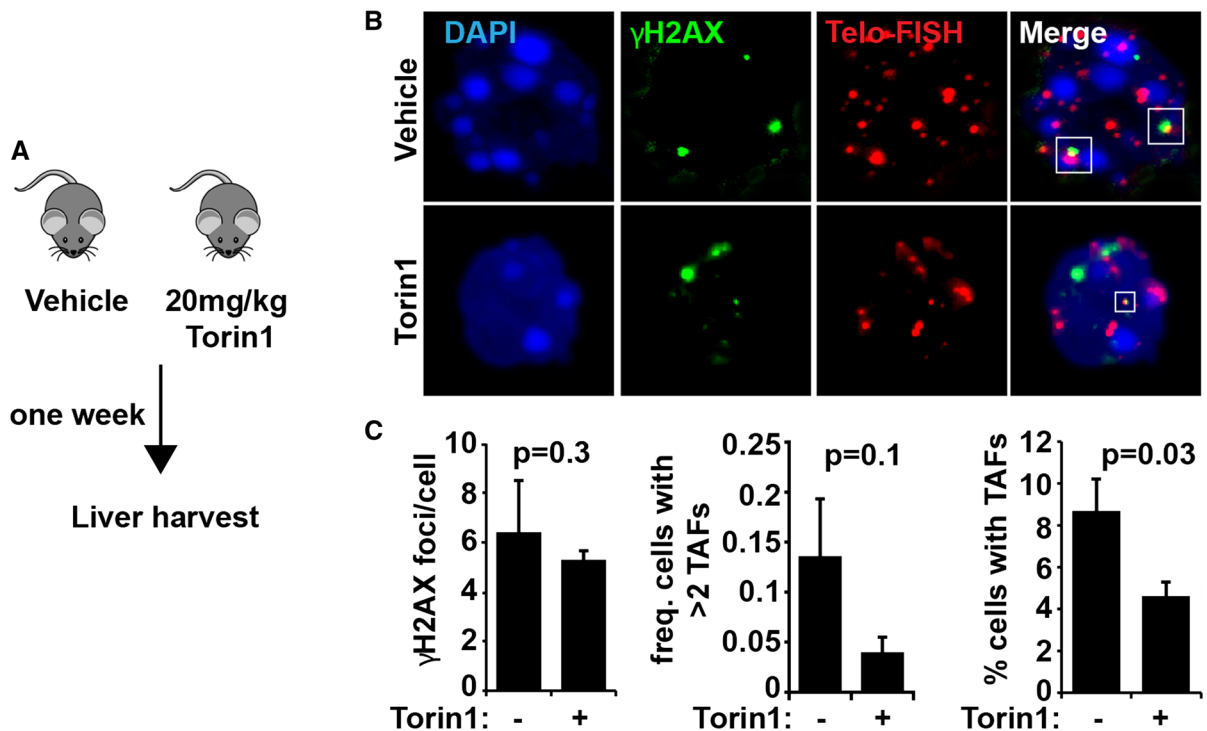 A
Vehicle
20mg/kg
Torin1
one week
Liver harvest
B
DAPI
γH2AX
Telo-FISH
Merge
Vehicle
Torin1
C
γH2AX foci/cell
10
8
6
4
2
0
p=0.3
Torin1: - +
freq. cells with
>2 TAFs
0.25
0.2
0.15
0.1
0.05
0
p=0.1
Torin1: - +
% cells with TAFs
12
10
8
6
4
2
0
p=0.03
Torin1: - +